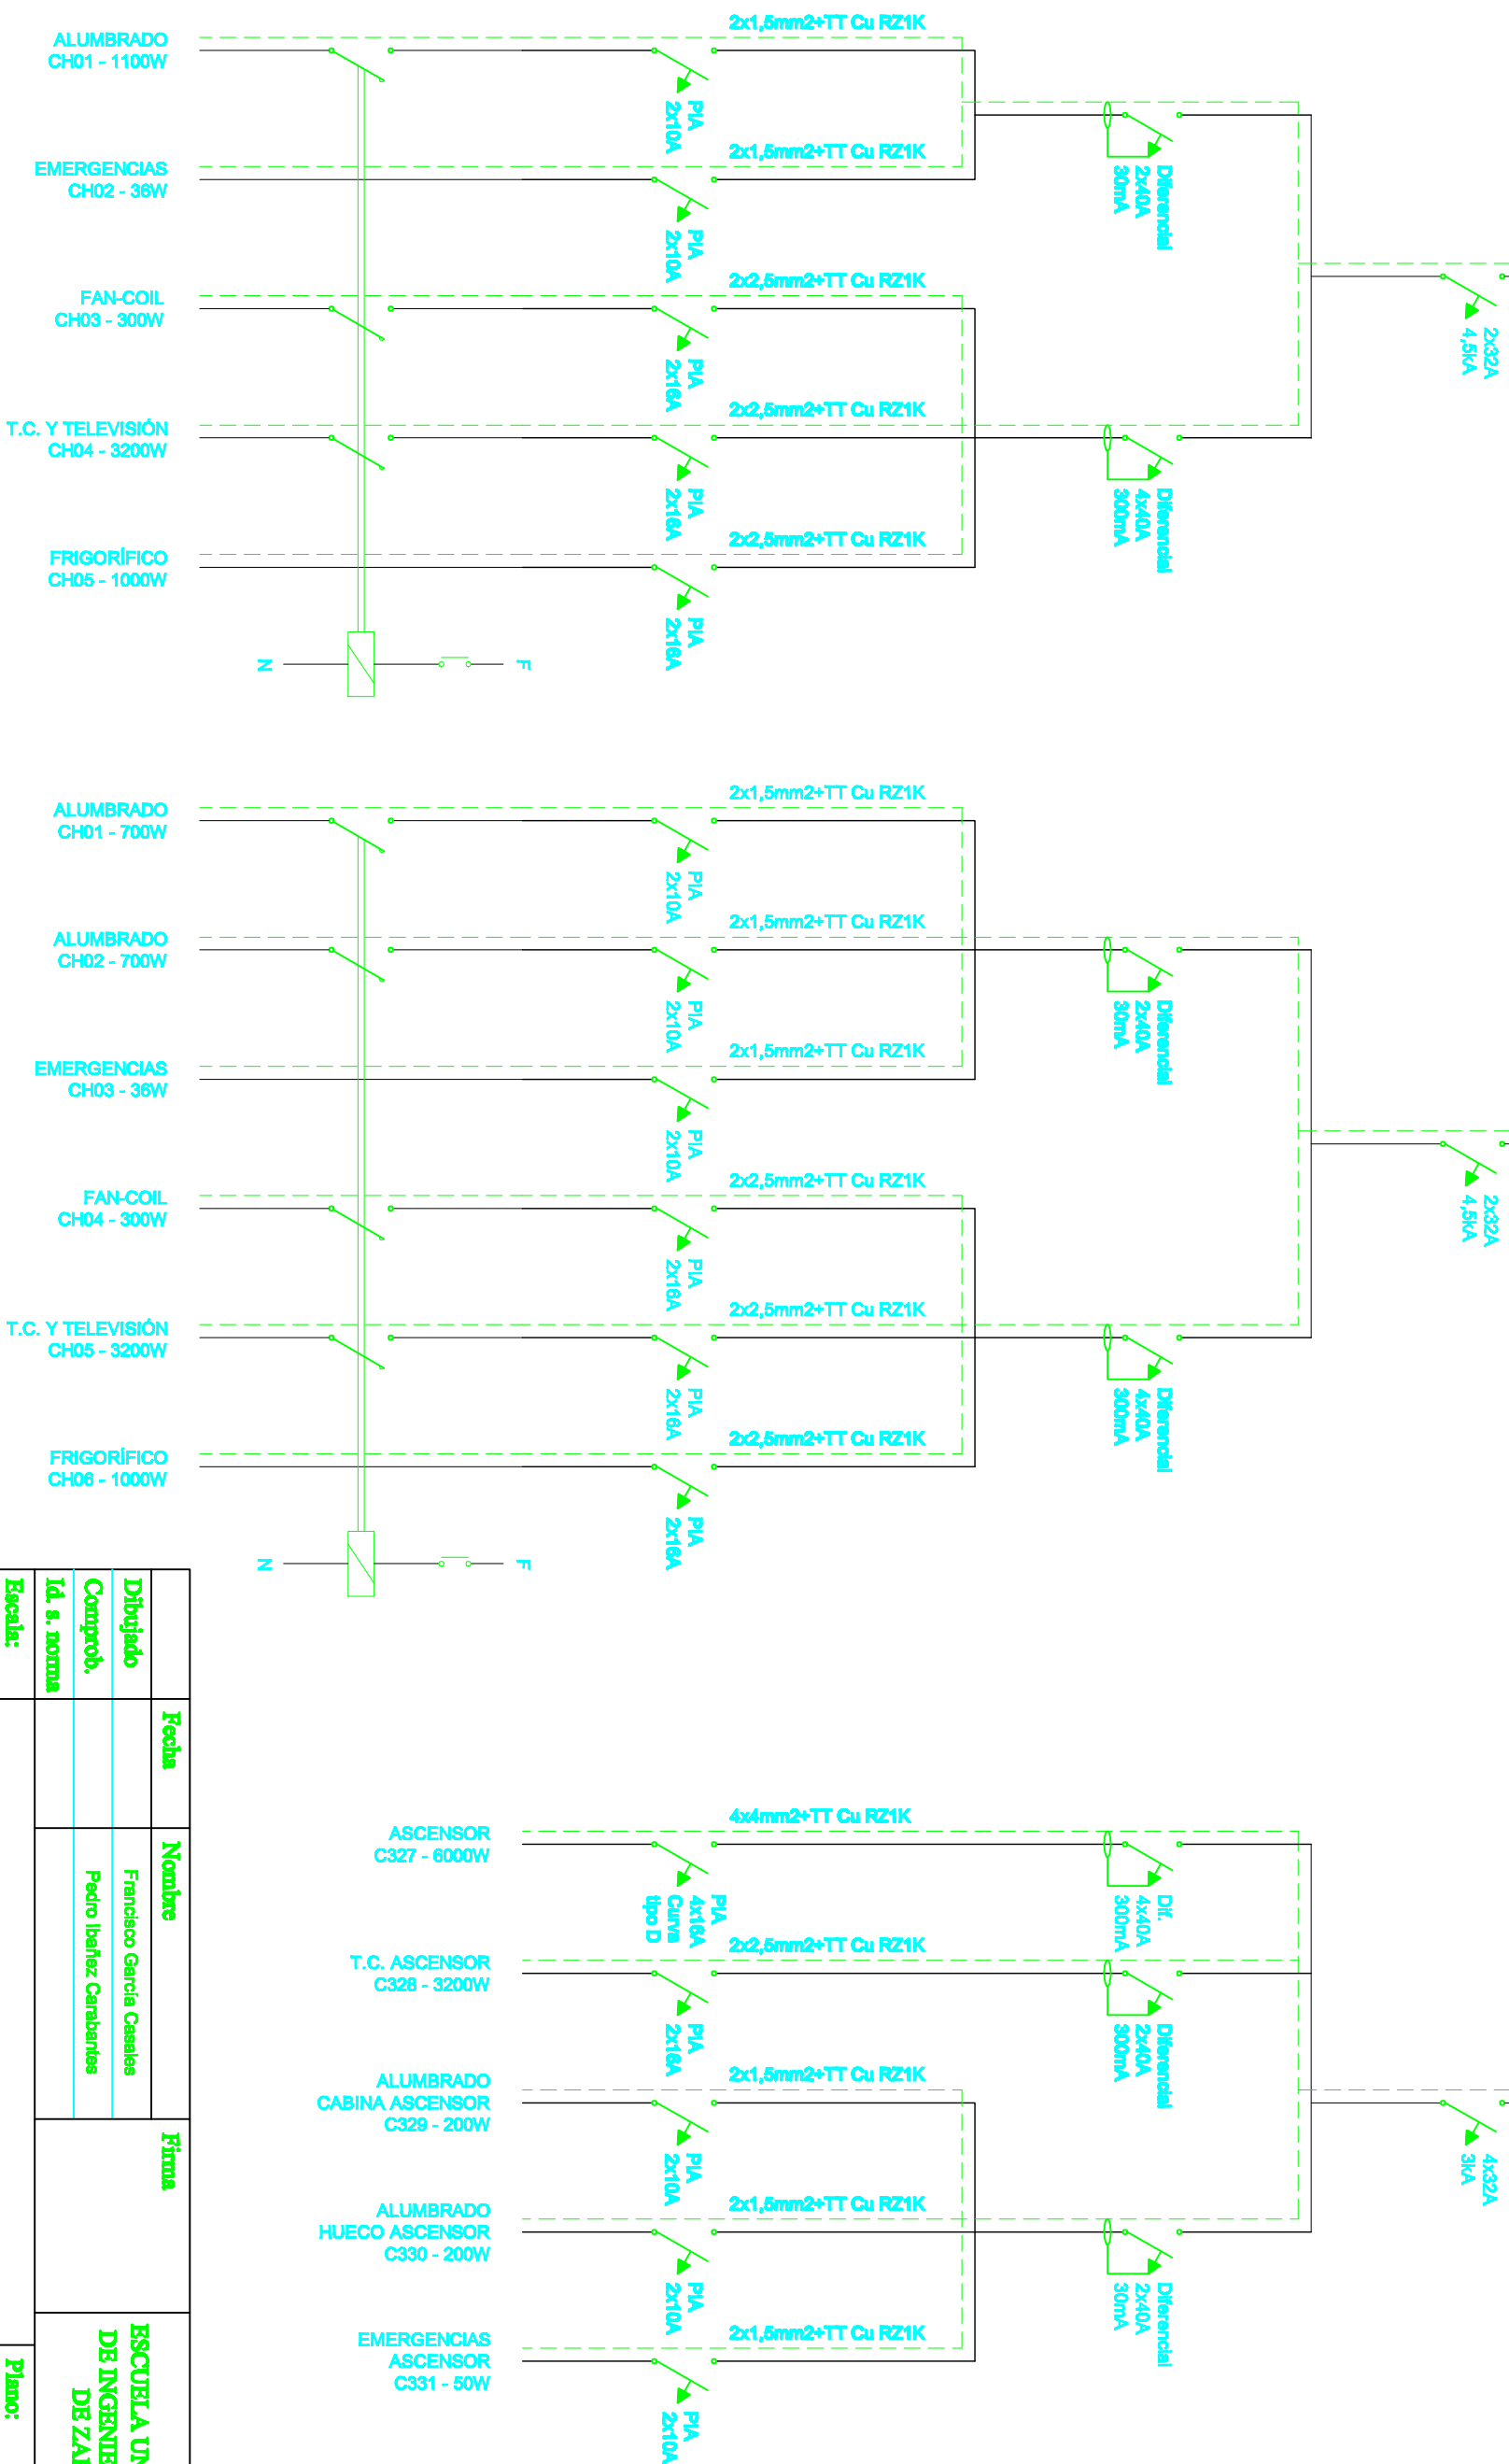 2x1,5mm2+TT Cu RZ1K
ALUMBRADO
CH01 - 1100W
PIA
2x10A
Diferencial
2x40A
30mA
2x1,5mm2+TT Cu RZ1K
EMERGENCIAS
CH02 - 36W
PIA
2x10A
2x32A
4,5kA
2x2,5mm2+TT Cu RZ1K
FAN-COIL
CH03 - 300W
PIA
2x16A
2x2,5mm2+TT Cu RZ1K
T.C. Y TELEVISIÓN
CH04 - 3200W
PIA
2x16A
Diferencial
4x40A
300mA
2x2,5mm2+TT Cu RZ1K
FRIGORÍFICO
CH05 - 1000W
PIA
2x16A
N
F
2x1,5mm2+TT Cu RZ1K
ALUMBRADO
CH01 - 700W
PIA
2x10A
2x1,5mm2+TT Cu RZ1K
ALUMBRADO
CH02 - 700W
PIA
2x10A
Diferencial
2x40A
30mA
2x1,5mm2+TT Cu RZ1K
EMERGENCIAS
CH03 - 36W
PIA
2x10A
2x32A
4,5kA
2x2,5mm2+TT Cu RZ1K
FAN-COIL
CH04 - 300W
PIA
2x16A
2x2,5mm2+TT Cu RZ1K
T.C. Y TELEVISIÓN
CH05 - 3200W
PIA
2x16A
Diferencial
4x40A
300mA
2x2,5mm2+TT Cu RZ1K
FRIGORÍFICO
CH06 - 1000W
PIA
2x16A
N
F
4x4mm2+TT Cu RZ1K
ASCENSOR
C327 - 6000W
PIA
4x16A
Curva
tipo D
Dif.
4x40A
300mA
2x2,5mm2+TT Cu RZ1K
T.C. ASCENSOR
C328 - 3200W
PIA
2x16A
Diferencial
2x40A
300mA
2x1,5mm2+TT Cu RZ1K
ALUMBRADO
CABINA ASCENSOR
C329 - 200W
PIA
2x10A
4x32A
3kA
2x1,5mm2+TT Cu RZ1K
ALUMBRADO
HUECO ASCENSOR
C330 - 200W
PIA
2x10A
Diferencial
2x40A
30mA
2x1,5mm2+TT Cu RZ1K
EMERGENCIAS
ASCENSOR
C331 - 50W
PIA
2x10A
Fecha
Nombre
Firma
Dibujado
Francisco García Casales
Comprob.
Pedro Ibañez Carabantes
Id. s. norma
Escala:
ESCUELA UN
DE INGENIE
DE ZA
Plano: